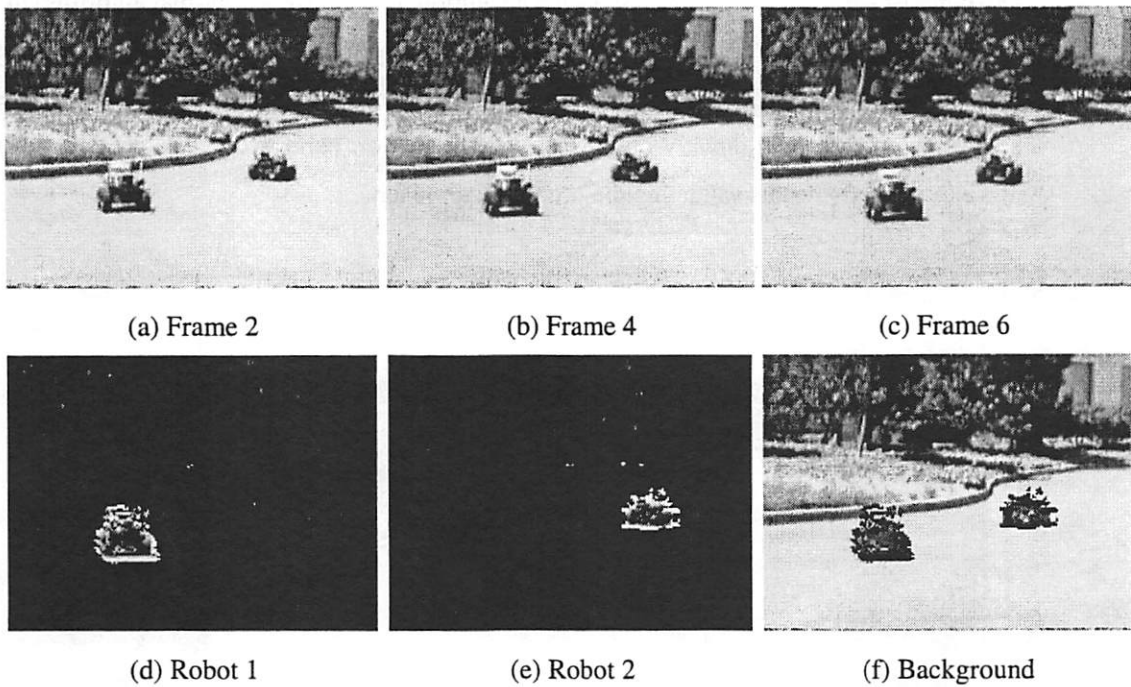 (a) Frame 2
(b) Frame 4
(c) Frame 6
(d) Robot 1
(e) Robot 2
(f) Background